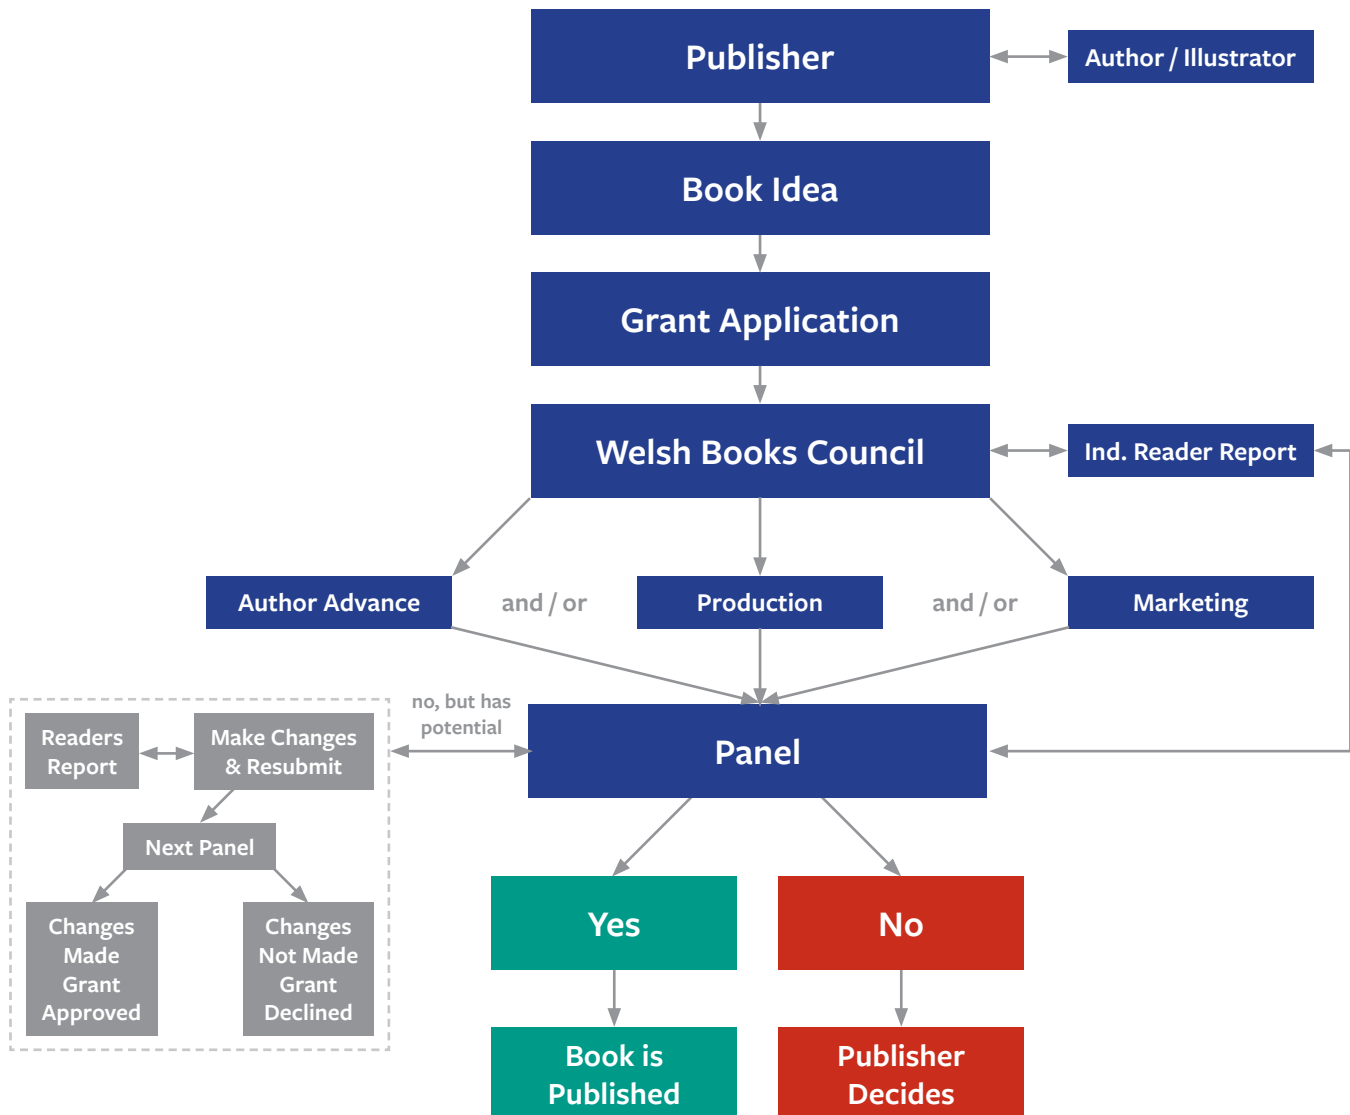 Publisher
Author / Illustrator
Book Idea
Grant Application
Welsh Books Council
Ind. Reader Report
Author Advance
and / or
Production
and / or
Marketing
no, but has
potential
Readers
Report
Make Changes
& Resubmit
Panel
Next Panel
Changes
Made
Grant
Approved
Changes
Not Made
Grant
Declined
Yes
No
Book is
Published
Publisher
Decides